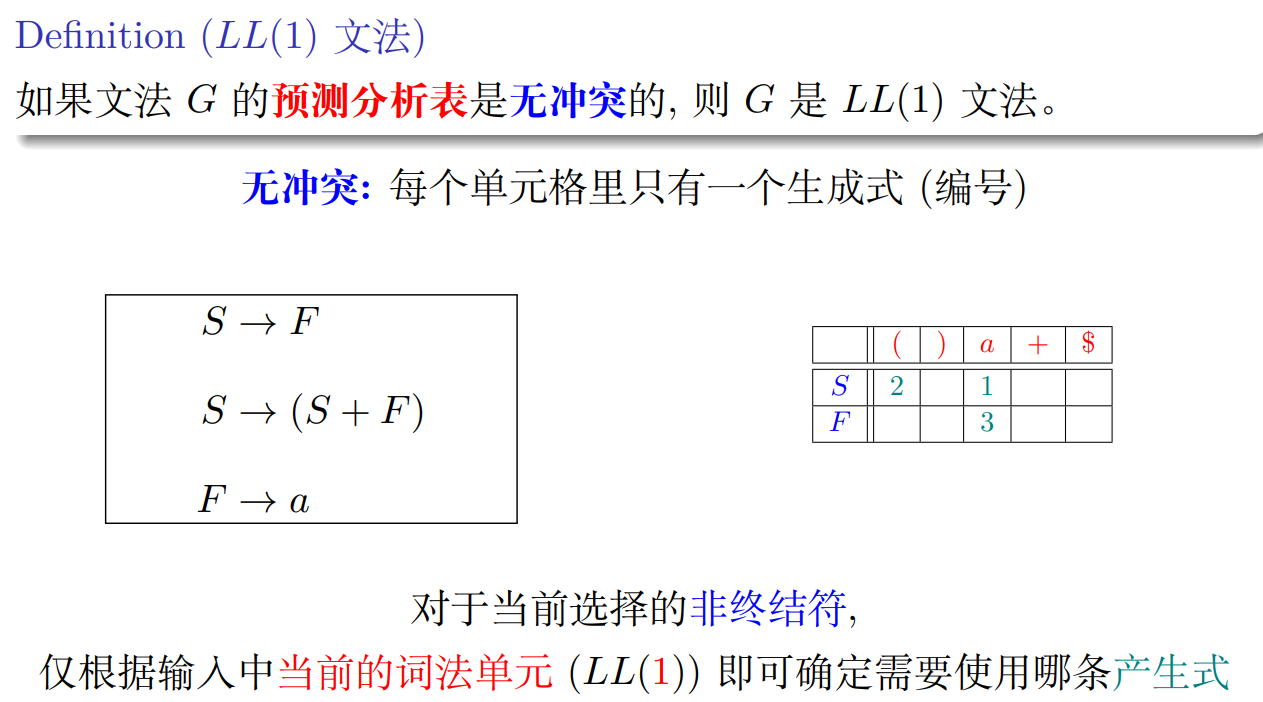 Definition (LL(1) 文法)
如果文法 G 的预测分析表是无冲突的, 则 G 是 LL(1) 文法。
无冲突: 每个单元格里只有一个生成式 (编号)
S → F
S → (S + F)
F → a
( ) a + $
S 2 1
F 3
对于当前选择的非终结符,
仅根据输入中当前的词法单元 (LL(1)) 即可确定需要使用哪条产生式